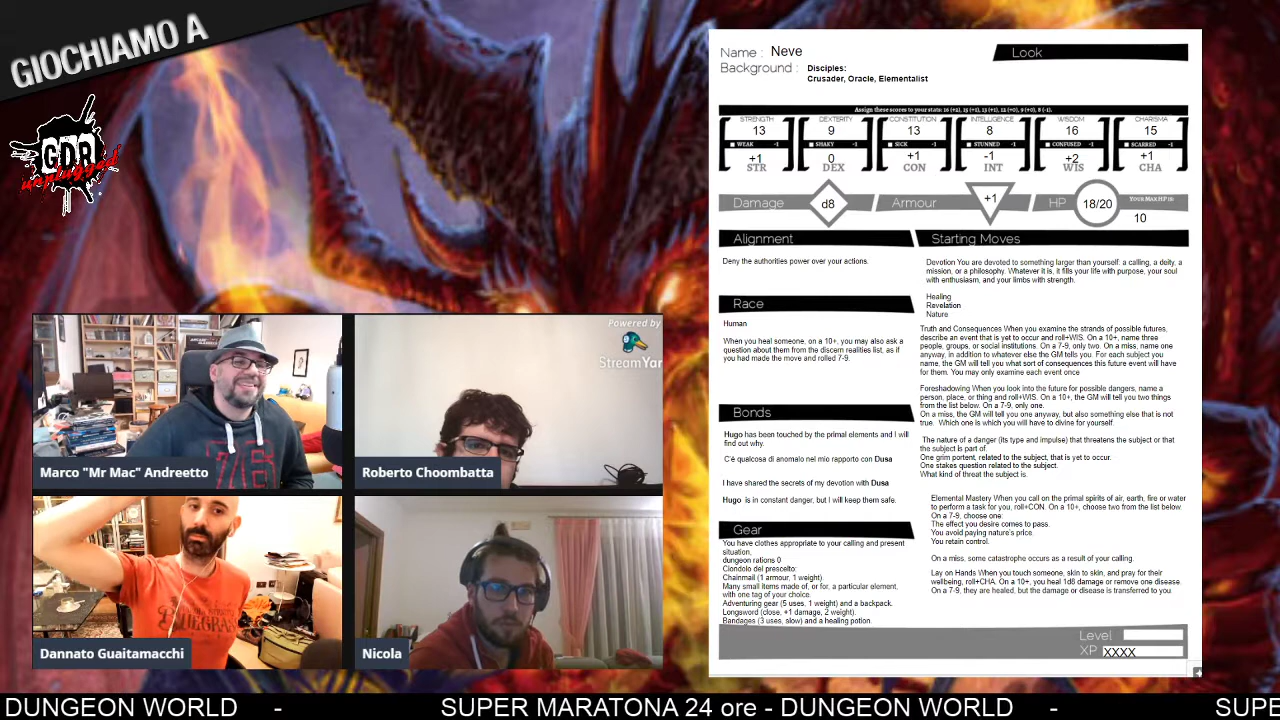 GIOCHIAMO A
GDR
unplugged
Powered by
StreamYar
Marco "Mr Mac" Andreetto
Roberto Choombatta
Dannato Guaitamacchi
Nicola
Name : Neve
Look
Background : Disciples:
Crusader, Oracle, Elementalist
Assign these scores to your stats: 16 (+2), 15 (+1), 13 (+1), 12 (+0), 9 (+0), 8 (-1).
STRENGTH DEXTERITY CONSTITUTION INTELLIGENCE WISDOM CHARISMA
13 9 13 8 16 15
WEAK -1 SHAKY -1 SICK -1 STUNNED -1 CONFUSED -1 SCARRED -1
+1 0 +1 -1 +2 +1
STR DEX CON INT WIS CHA
Damage d8 Armour +1 HP 18/20 YOUR MAX HP IS:
10
Alignment
Deny the authorities power over your actions.
Race
Human
When you heal someone, on a 10+, you may also ask a
question about them from the discern realities list, as if
you had made the move and rolled 7-9.
Bonds
Hugo has been touched by the primal elements and I will
find out why.
C'è qualcosa di anomalo nel mio rapporto con Dusa
I have shared the secrets of my devotion with Dusa
Hugo is in constant danger, but I will keep them safe.
Gear
You have clothes appropriate to your calling and present
situation,
dungeon rations 0
Ciondolo del prescelto:
Chainmail (1 armour, 1 weight).
Many small items made of, or for, a particular element,
with one tag of your choice.
Adventuring gear (5 uses, 1 weight) and a backpack.
Longsword (close, +1 damage, 2 weight).
Bandages (3 uses, slow) and a healing potion.
Starting Moves
Devotion You are devoted to something larger than yourself: a calling, a deity, a
mission, or a philosophy. Whatever it is, it fills your life with purpose, your soul
with enthusiasm, and your limbs with strength.
Healing
Revelation
Nature
Truth and Consequences When you examine the strands of possible futures,
describe an event that is yet to occur and roll+WIS. On a 10+, name three
people, groups, or social institutions. On a 7-9, only two. On a miss, name one
anyway, in addition to whatever else the GM tells you. For each subject you
name, the GM will tell you what sort of consequences this future event will have
for them. You may only examine each event once
Foreshadowing When you look into the future for possible dangers, name a
person, place, or thing and roll+WIS. On a 10+, the GM will tell you two things
from the list below. On a 7-9, only one.
On a miss, the GM will tell you one anyway, but also something else that is not
true. Which one is which you will have to divine for yourself.
The nature of a danger (its type and impulse) that threatens the subject or that
the subject is part of.
One grim portent, related to the subject, that is yet to occur.
One stakes question related to the subject.
What kind of threat the subject is.
Elemental Mastery When you call on the primal spirits of air, earth, fire or water
to perform a task for you, roll+CON. On a 10+, choose two from the list below.
On a 7-9, choose one:
The effect you desire comes to pass.
You avoid paying nature's price.
You retain control.
On a miss, some catastrophe occurs as a result of your calling.
Lay on Hands When you touch someone, skin to skin, and pray for their
wellbeing, roll+CHA. On a 10+, you heal 1d8 damage or remove one disease.
On a 7-9, they are healed, but the damage or disease is transferred to you
Level
XP XXXX
DUNGEON WORLD - SUPER MARATONA 24 ore - DUNGEON WORLD - SUPE